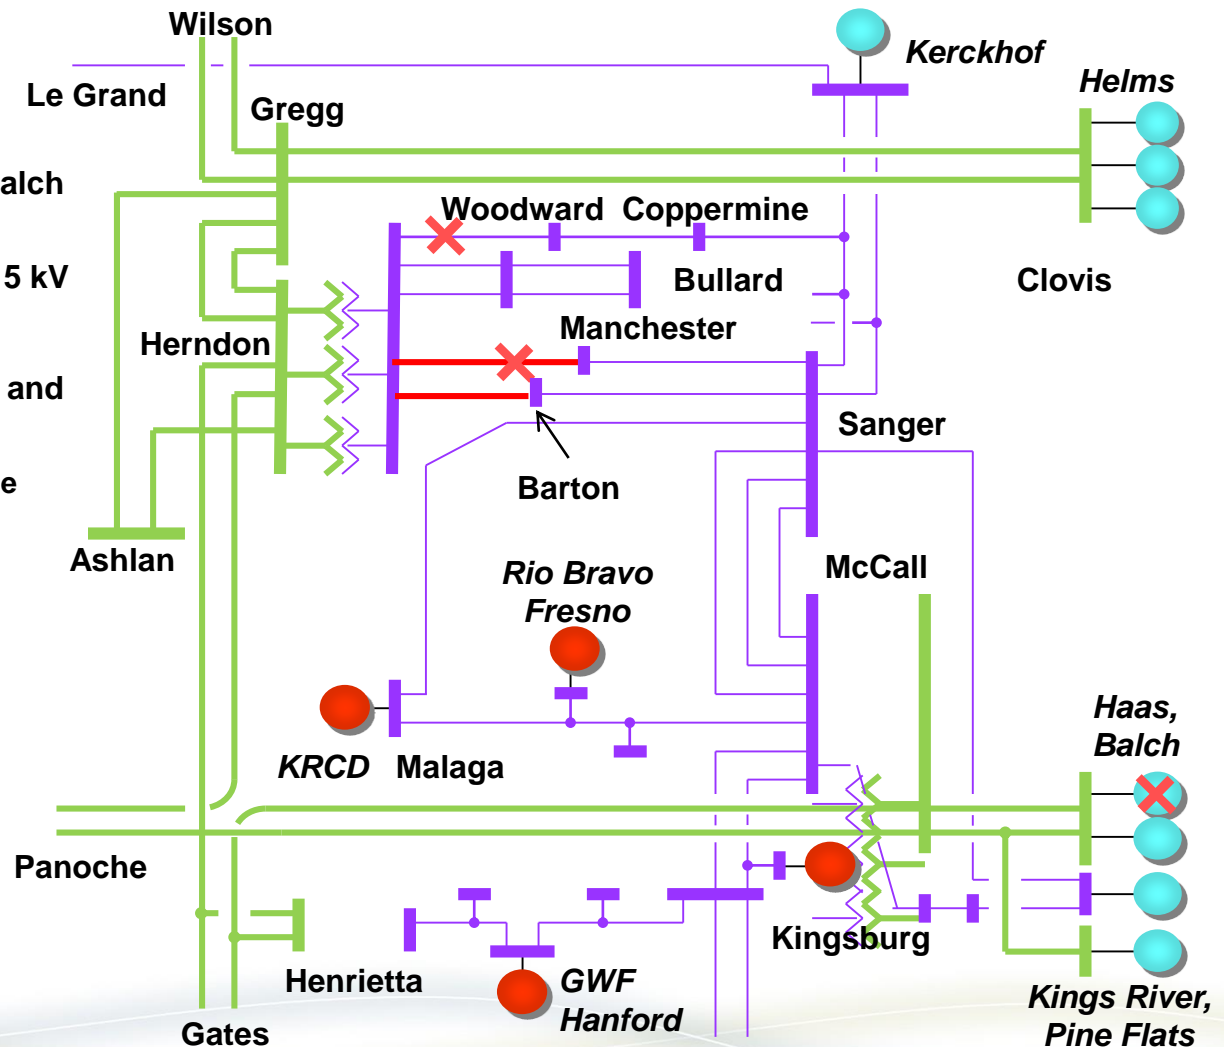 Wilson
Kerckhof
Helms
Le Grand
Gregg
alch
Woodward
Coppermine
5 kV
Bullard
Clovis
Manchester
Herndon
and
Sanger
e
Barton
Ashlan
McCall
Rio Bravo
Fresno
Haas,
Balch
KRCD
Malaga
Panoche
Kingsburg
Henrietta
GWF
Hanford
Kings River,
Pine Flats
Gates